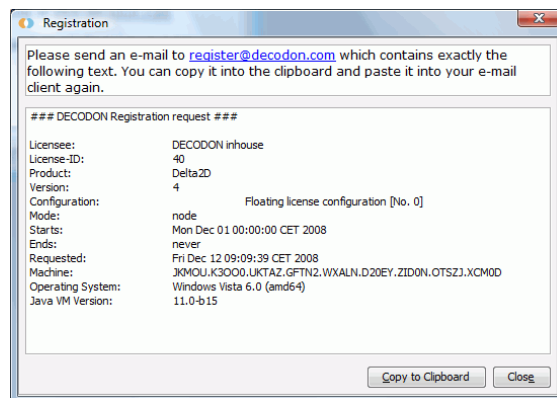 Registration
Please send an e-mail to register@decodon.com which contains exactly the
following text. You can copy it into the clipboard and paste it into your e-mail
client again.
### DECODON Registration request ###
Licensee: DECODON inhouse
License-ID: 40
Product: Delta2D
Version: 4
Configuration: Floating license configuration [No. 0]
Mode: node
Starts: Mon Dec 01 00:00:00 CET 2008
Ends: never
Requested: Fri Dec 12 09:09:39 CET 2008
Machine: JKMOU.K3OO0.UKTAZ.GFTN2.WXALN.D20EY.ZID0N.OTSZJ.XCM0D
Operating System: Windows Vista 6.0 (amd64)
Java VM Version: 11.0-b15
Copy to Clipboard Close